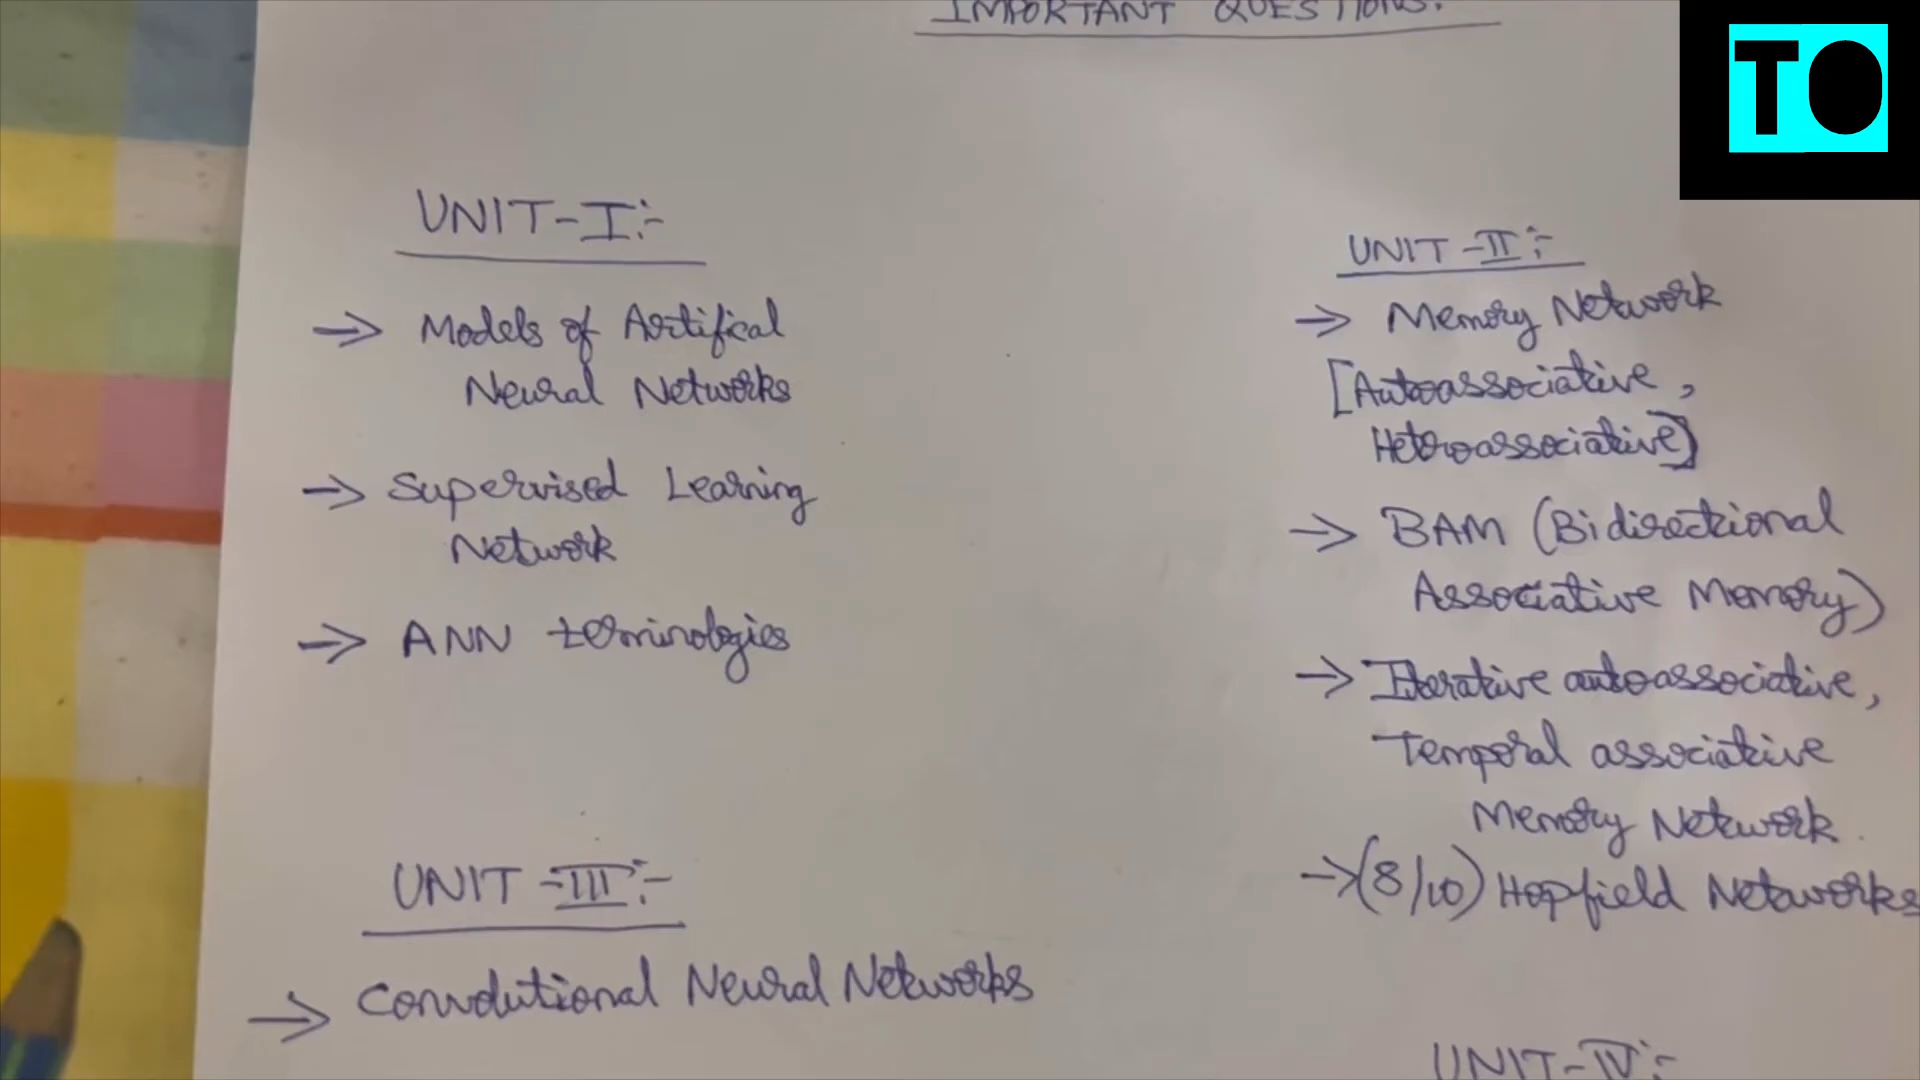 IMPORTANT QUESTIONS:
TO
UNIT-I:-
→ Models of Artifical
Neural Networks
→ Supervised Learning
Network
→ ANN terminologies
UNIT-II:-
→ Memory Network
[Autoassociative,
Hetroassociative]
→ BAM (Bidirectional
Associative Memory)
→ Iterative autoassociative,
Temporal associative
Memory Network.
→(8/10) Hopfield Networks
UNIT-III:-
→ Convolutional Neural Networks
UNIT-IV:-